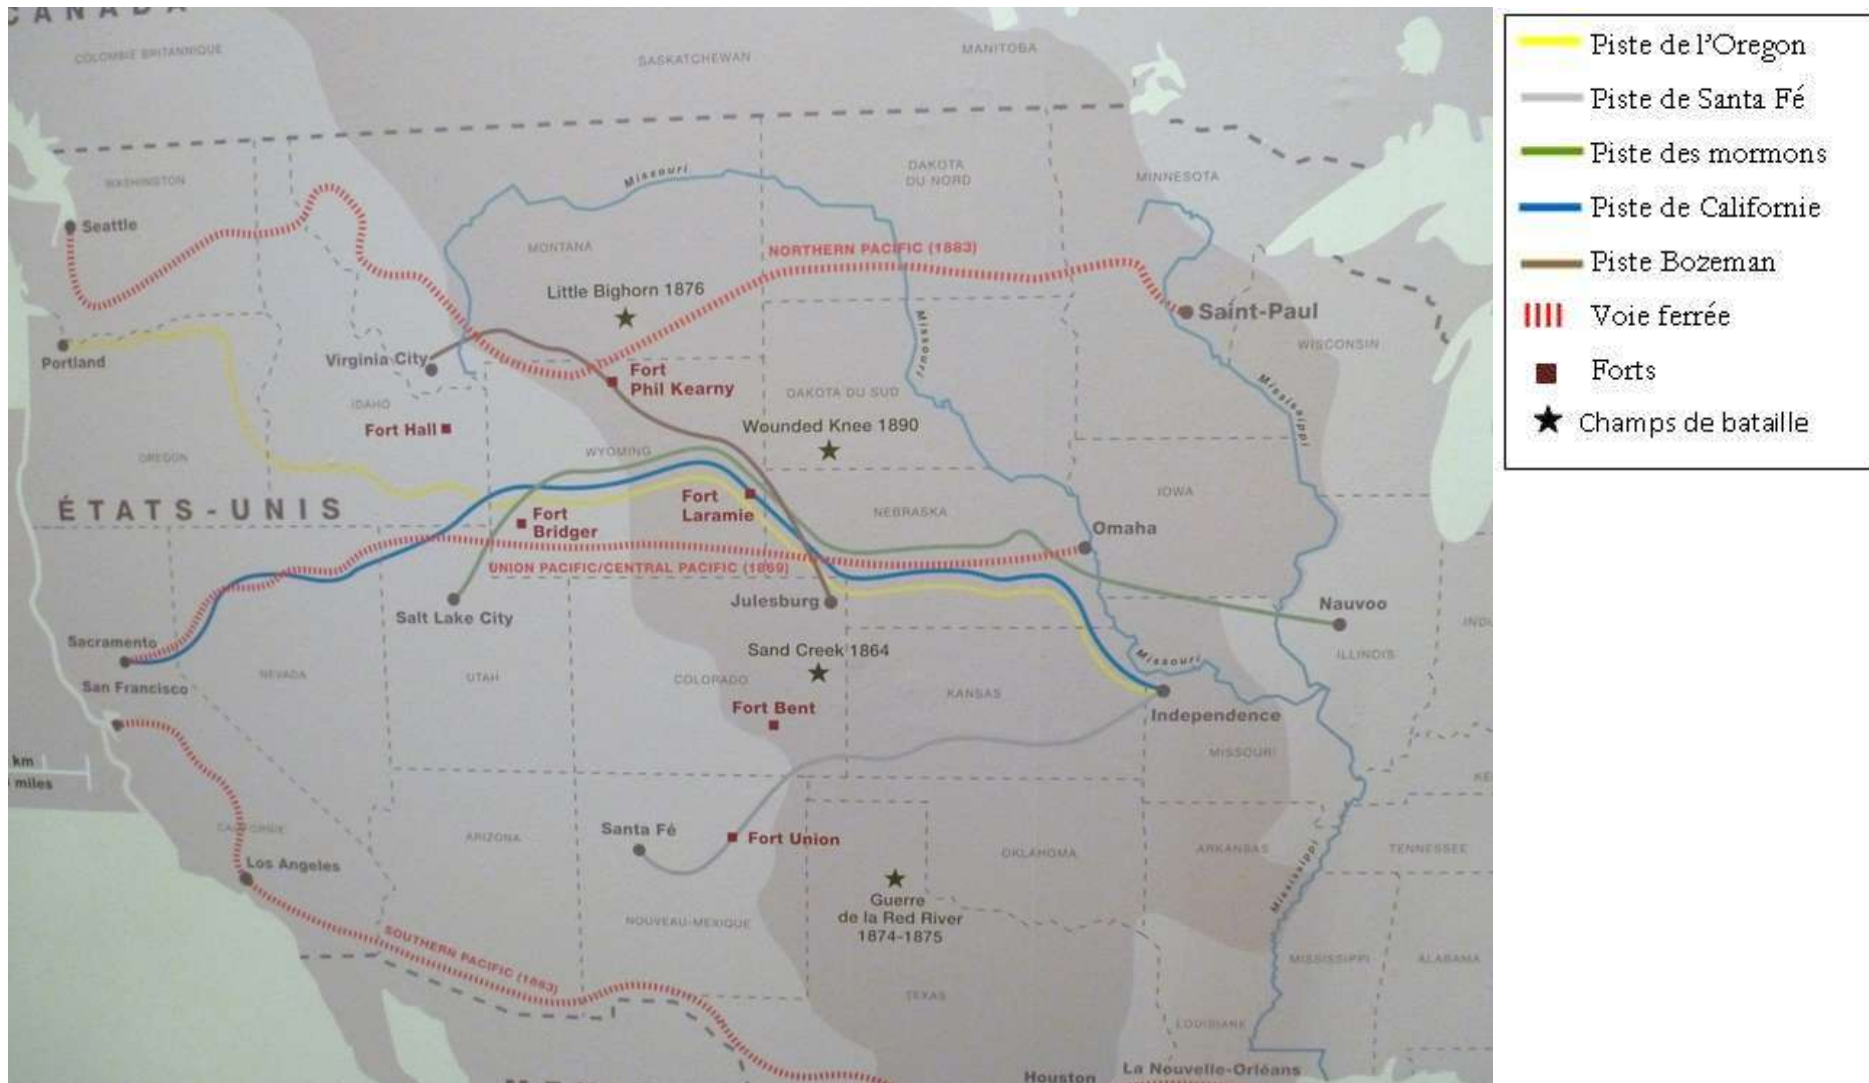 CANADA
COLOMBIE BRITANNIQUE
SASKATCHEWAN
MANITOBA
WASHINGTON
Seattle
Missouri
DAKOTA
DU NORD
MINNESOTA
MONTANA
NORTHERN PACIFIC (1883)
Little Bighorn 1876
Missouri
Saint-Paul
WISCONSIN
Portland
Virginia City
Fort
Phil Kearny
IDAHO
DAKOTA DU SUD
Mississippi
Fort Hall
Wounded Knee 1890
OREGON
WYOMING
ÉTATS-UNIS
Fort
Laramie
IOWA
Fort
Bridger
NEBRASKA
Omaha
UNION PACIFIC/CENTRAL PACIFIC (1869)
Salt Lake City
Julesburg
Nauvoo
Sacramento
Sand Creek 1864
Missouri
ILLINOIS
San Francisco
NEVADA
UTAH
COLORADO
KANSAS
Fort Bent
Independence
MISSOURI
km
miles
CALIFORNIE
ARIZONA
Santa Fé
Fort Union
OKLAHOMA
ARKANSAS
TENNESSEE
Los Angeles
Mississippi
Guerre
de la Red River
1874-1875
NOUVEAU-MEXIQUE
SOUTHERN PACIFIC (1883)
MISSISSIPPI
ALABAMA
TEXAS
LOUISIANE
Houston
La Nouvelle-Orléans
Piste de l'Oregon
Piste de Santa Fé
Piste des mormons
Piste de Californie
Piste Bozeman
Voie ferrée
Forts
Champs de bataille